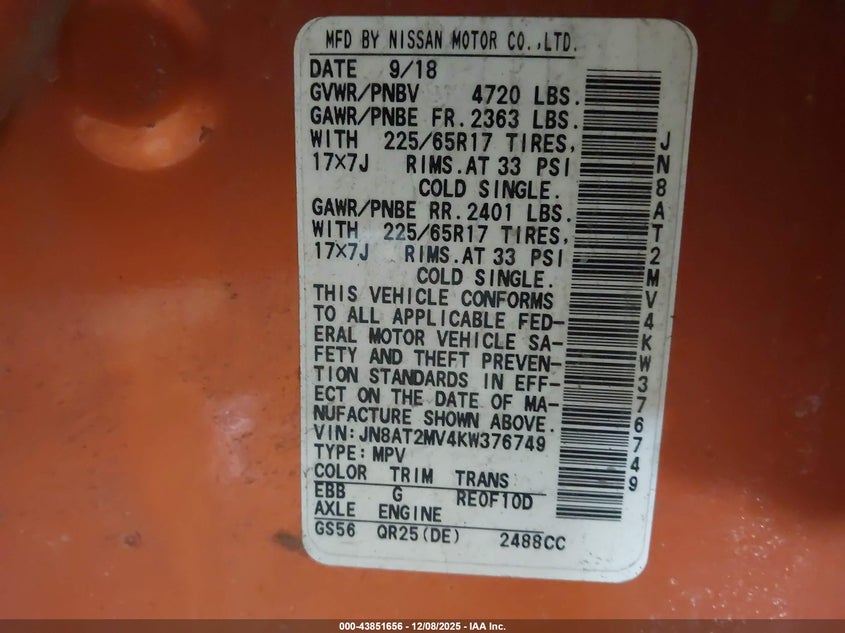 MFD BY NISSAN MOTOR CO.,LTD.
DATE 9/18
GVWR/PNBV 4720 LBS.
GAWR/PNBE FR. 2363 LBS.
WITH 225/65R17 TIRES,
17×7J RIMS.AT 33 PSI
COLD SINGLE.
GAWR/PNBE RR. 2401 LBS.
WITH 225/65R17 TIRES,
17×7J RIMS.AT 33 PSI
COLD SINGLE.
THIS VEHICLE CONFORMS
TO ALL APPLICABLE FED-
ERAL MOTOR VEHICLE SA-
FETY AND THEFT PREVEN-
TION STANDARDS IN EFF-
ECT ON THE DATE OF MA-
NUFACTURE SHOWN ABOVE.
VIN:JN8AT2MV4KW376749
TYPE:MPV
COLOR TRIM TRANS
EBB G RE0F10D
AXLE ENGINE
GS56 QR25(DE) 2488CC
JN8AT2MV4KW376749
000-43851656 - 12/08/2025 - IAA Inc.